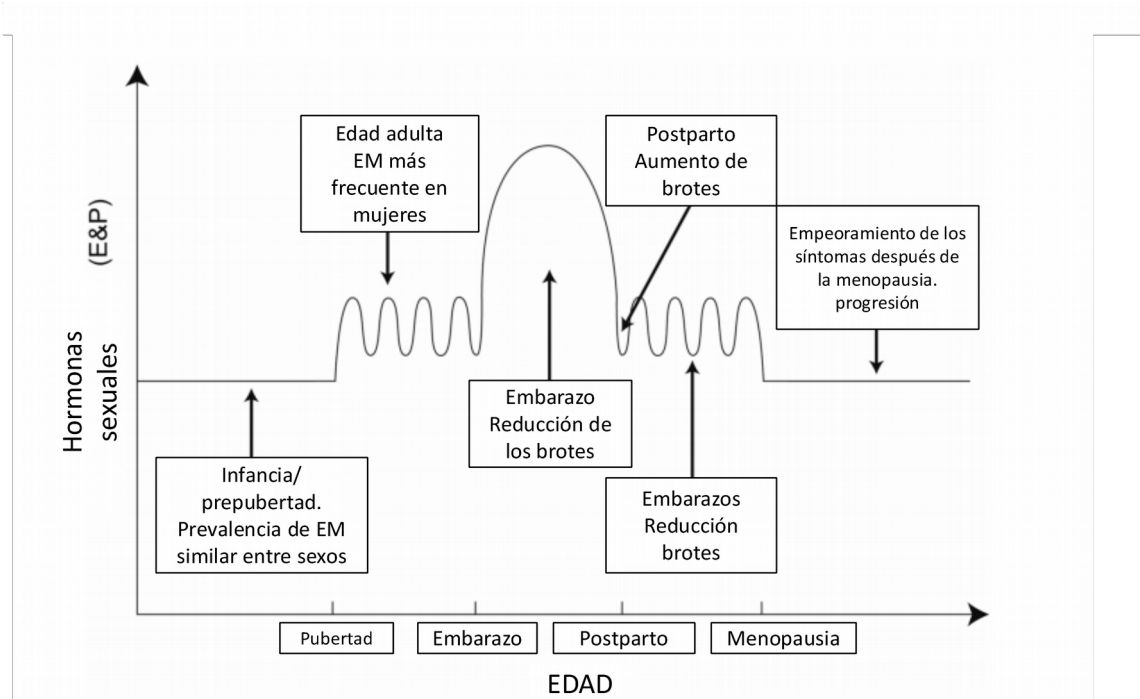 Edad adulta
EM más
frecuente en
mujeres
Postparto
Aumento de
brotes
Empeoramiento de los
síntomas después de
la menopausia.
progresión
(E&P)
Hormonas
sexuales
Embarazo
Reducción de
los brotes
Infancia/
prepubertad.
Prevalencia de EM
similar entre sexos
Embarazos
Reducción
brotes
Pubertad
Embarazo
Postparto
Menopausia
EDAD